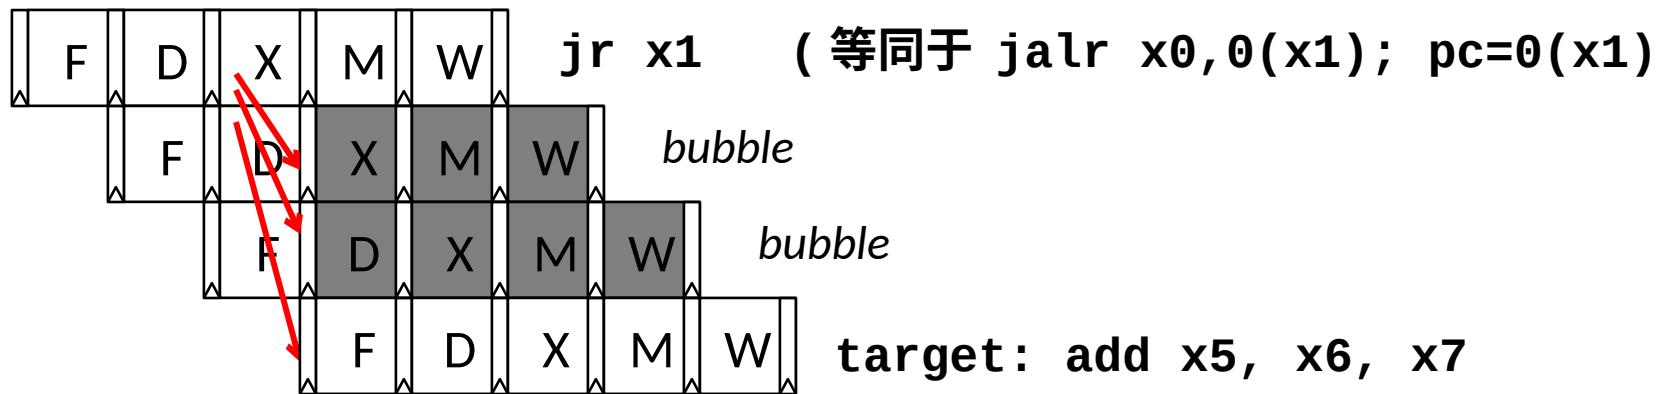 F D X M W jr x1 (等同于 jalr x0,0(x1); pc=0(x1)
F D X M W bubble
F D X M W bubble
F D X M W target: add x5, x6, x7